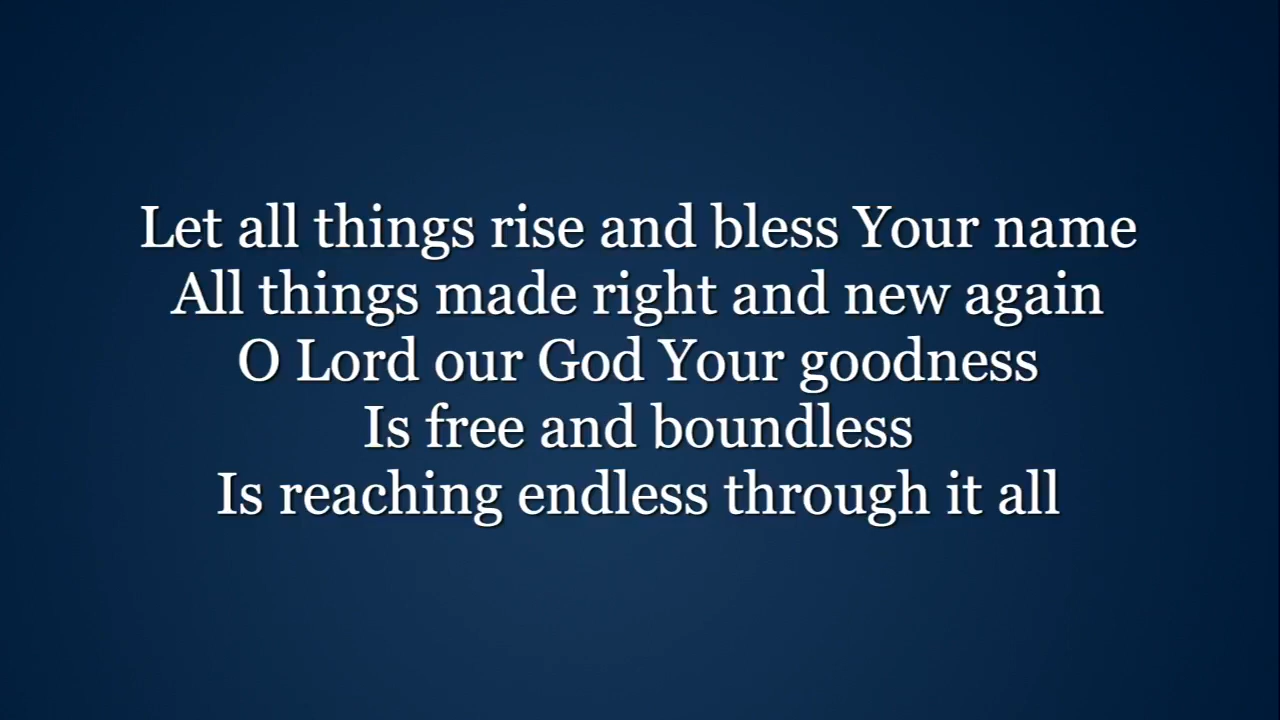 Let all things rise and bless Your name
All things made right and new again
O Lord our God Your goodness
Is free and boundless
Is reaching endless through it all